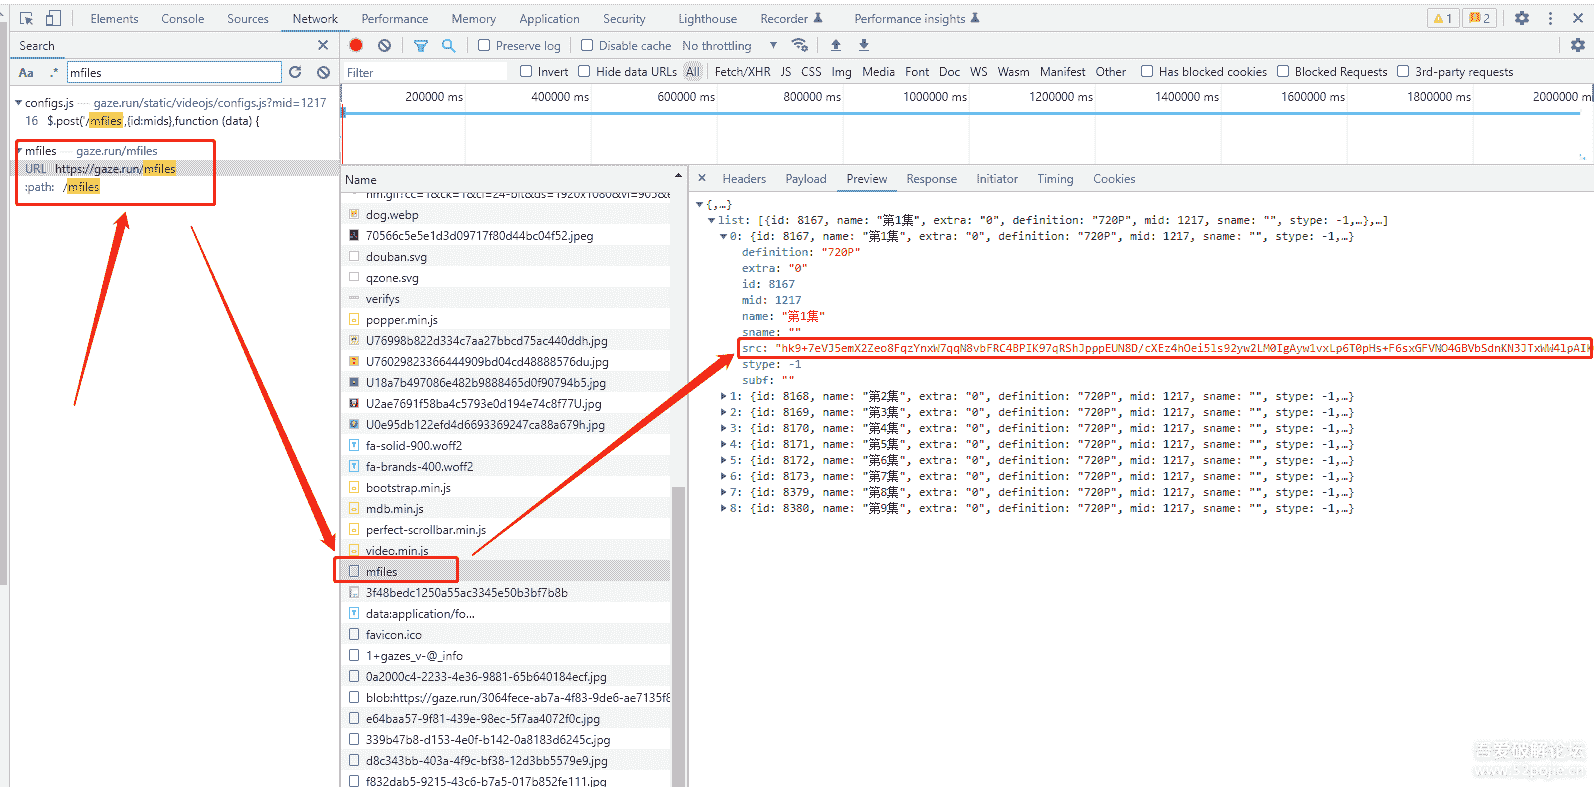 Elements Console Sources Network Performance Memory Application Security Lighthouse Recorder Performance insights 1 2
Search
Preserve log Disable cache No throttling
Aa .* mfiles
Filter Invert Hide data URLs All Fetch/XHR JS CSS Img Media Font Doc WS Wasm Manifest Other Has blocked cookies Blocked Requests 3rd-party requests
200000 ms 400000 ms 600000 ms 800000 ms 1000000 ms 1200000 ms 1400000 ms 1600000 ms 1800000 ms 2000000 m
configs.js — gaze.run/static/videojs/configs.js?mid=1217
16 $.post('/mfiles',{id:mids},function (data) {
mfiles — gaze.run/mfiles
URL https://gaze.run/mfiles
:path: /mfiles
Name
dog.webp
70566c5e5e1d3d09717f80d44bc04f52.jpeg
douban.svg
qzone.svg
verifys
popper.min.js
U76998b822d334c7aa27bbcd75ac440ddh.jpg
U76029823366444909bd04cd48888576du.jpg
U18a7b497086e482b9888465d0f90794b5.jpg
U2ae7691f58ba4c5793e0d194e74c8f77U.jpg
U0e95db122efd4d6693369247ca88a679h.jpg
fa-solid-900.woff2
fa-brands-400.woff2
bootstrap.min.js
mdb.min.js
perfect-scrollbar.min.js
video.min.js
mfiles
3f48bedc1250a55ac3345e50b3bf7b8b
data:application/fo...
favicon.ico
1+gazes_v-@_info
0a2000c4-2233-4e36-9881-65b640184ecf.jpg
blob:https://gaze.run/3064fece-ab7a-4f83-9de6-ae7135f8
e64baa57-9f81-439e-98ec-5f7aa4072f0c.jpg
339b47b8-d153-4e0f-b142-0a8183d6245c.jpg
d8c343bb-403a-4f9c-bf38-12d3bb5579e9.jpg
f832dab5-9215-43c6-b7a5-017b852fe111.jpg
Headers Payload Preview Response Initiator Timing Cookies
{,…}
list: [{id: 8167, name: "第1集", extra: "0", definition: "720P", mid: 1217, sname: "", stype: -1,…},…]
0: {id: 8167, name: "第1集", extra: "0", definition: "720P", mid: 1217, sname: "", stype: -1,…}
definition: "720P"
extra: "0"
id: 8167
mid: 1217
name: "第1集"
sname: ""
src: "hk9+7eVJ5emX2Zeo8FqzYnxW7qqN8vbFRC4BPIK97qRShJpppEUN8D/cXEz4hOei5ls92yw2LM0IgAyw1vxLp6T0pHs+F6sxGFVNO4GBVbSdnKN3JTxWW4lpAIK
stype: -1
subf: ""
1: {id: 8168, name: "第2集", extra: "0", definition: "720P", mid: 1217, sname: "", stype: -1,…}
2: {id: 8169, name: "第3集", extra: "0", definition: "720P", mid: 1217, sname: "", stype: -1,…}
3: {id: 8170, name: "第4集", extra: "0", definition: "720P", mid: 1217, sname: "", stype: -1,…}
4: {id: 8171, name: "第5集", extra: "0", definition: "720P", mid: 1217, sname: "", stype: -1,…}
5: {id: 8172, name: "第6集", extra: "0", definition: "720P", mid: 1217, sname: "", stype: -1,…}
6: {id: 8173, name: "第7集", extra: "0", definition: "720P", mid: 1217, sname: "", stype: -1,…}
7: {id: 8379, name: "第8集", extra: "0", definition: "720P", mid: 1217, sname: "", stype: -1,…}
8: {id: 8380, name: "第9集", extra: "0", definition: "720P", mid: 1217, sname: "", stype: -1,…}
吾爱破解论坛
www.52pojie.cn